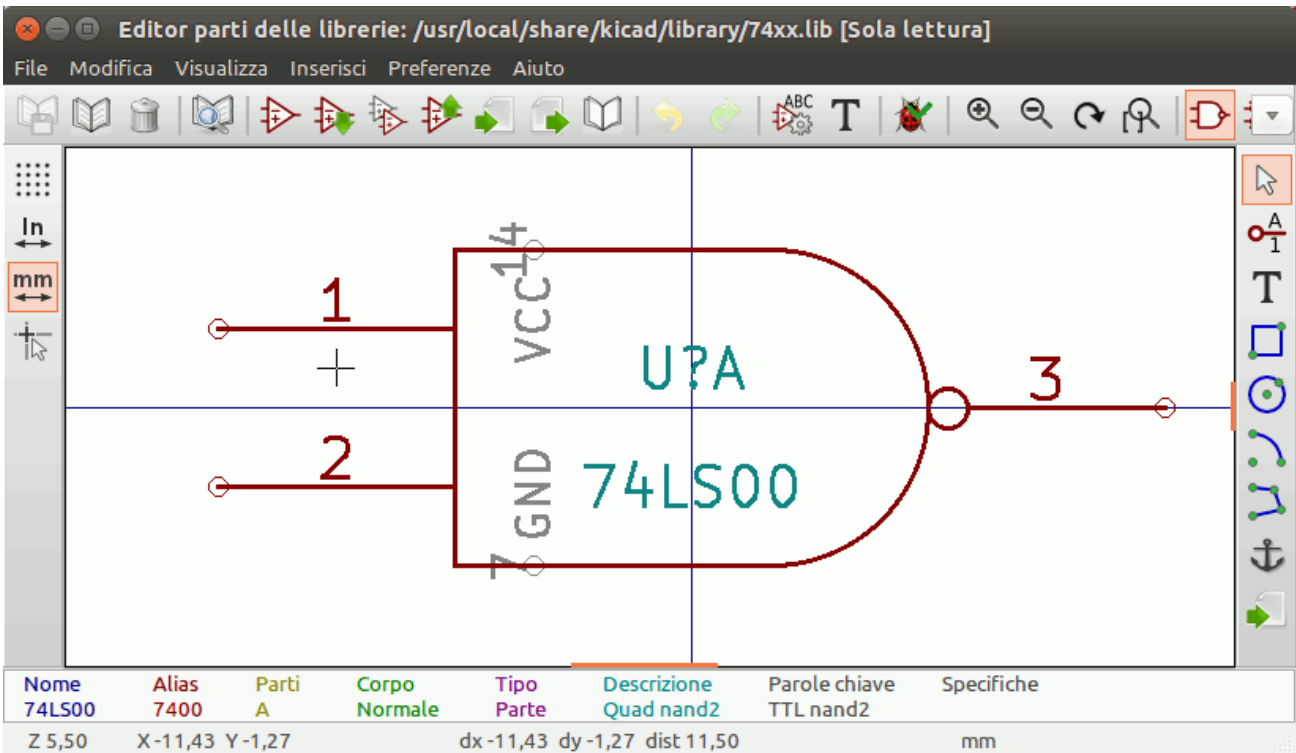 Editor parti delle librerie: /usr/local/share/kicad/library/74xx.lib [Sola lettura]
File Modifica Visualizza Inserisci Preferenze Aiuto
ABC
T
In
mm
A
1
T
14
VCC
1
U?A
3
2
GND
74LS00
7
Nome Alias Parti Corpo Tipo Descrizione Parole chiave Specifiche
74LS00 7400 A Normale Parte Quad nand2 TTL nand2
Z 5,50 X -11,43 Y -1,27 dx -11,43 dy -1,27 dist 11,50 mm